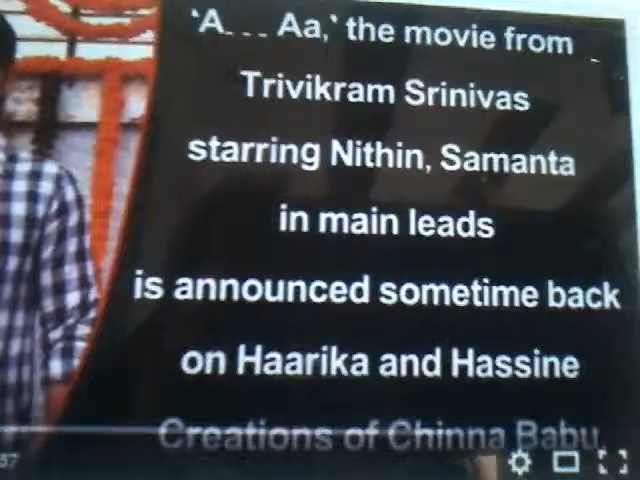 ‘A... Aa,’ the movie from
Trivikram Srinivas
starring Nithin, Samanta
in main leads
is announced sometime back
on Haarika and Hassine
Creations of Chinna Babu.
57